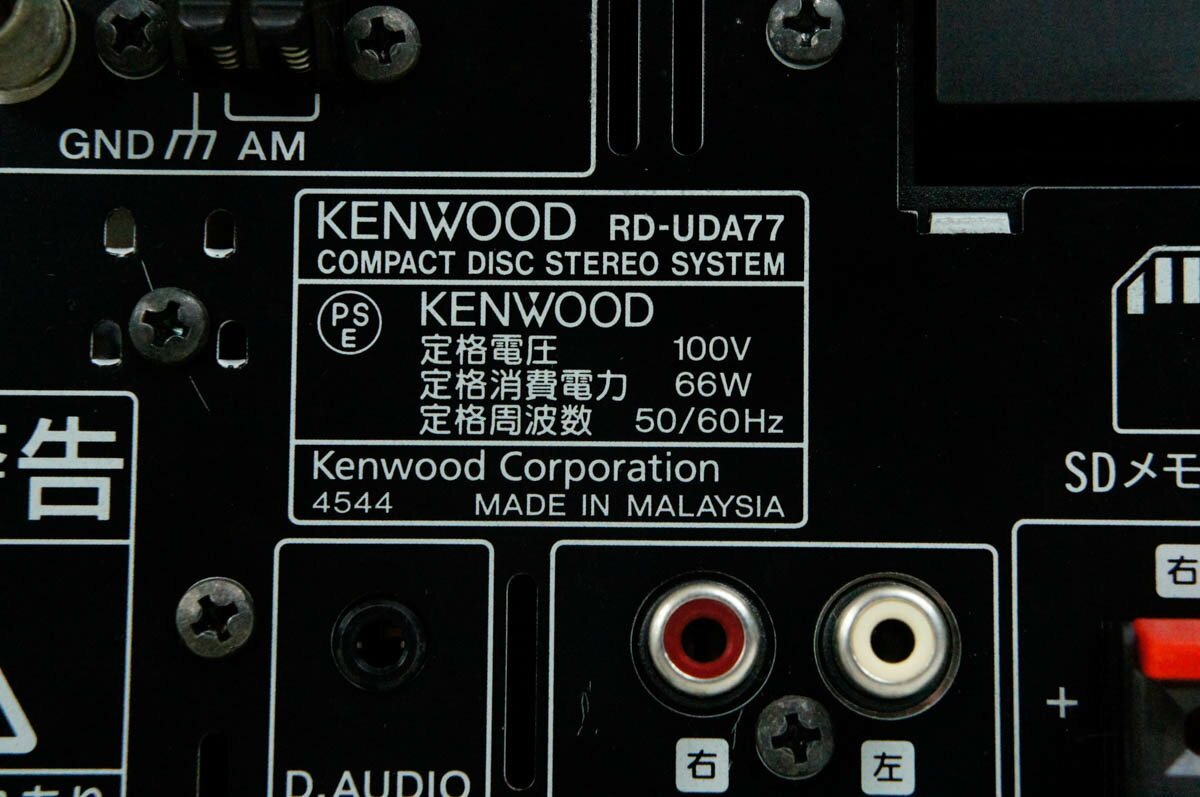 GND AM
KENWOOD RD-UDA77
COMPACT DISC STEREO SYSTEM
PSE KENWOOD
定格電圧 100V
定格消費電力 66W
定格周波数 50/60Hz
Kenwood Corporation
4544 MADE IN MALAYSIA
告
SDメモ
D.AUDIO
右
左
右
+